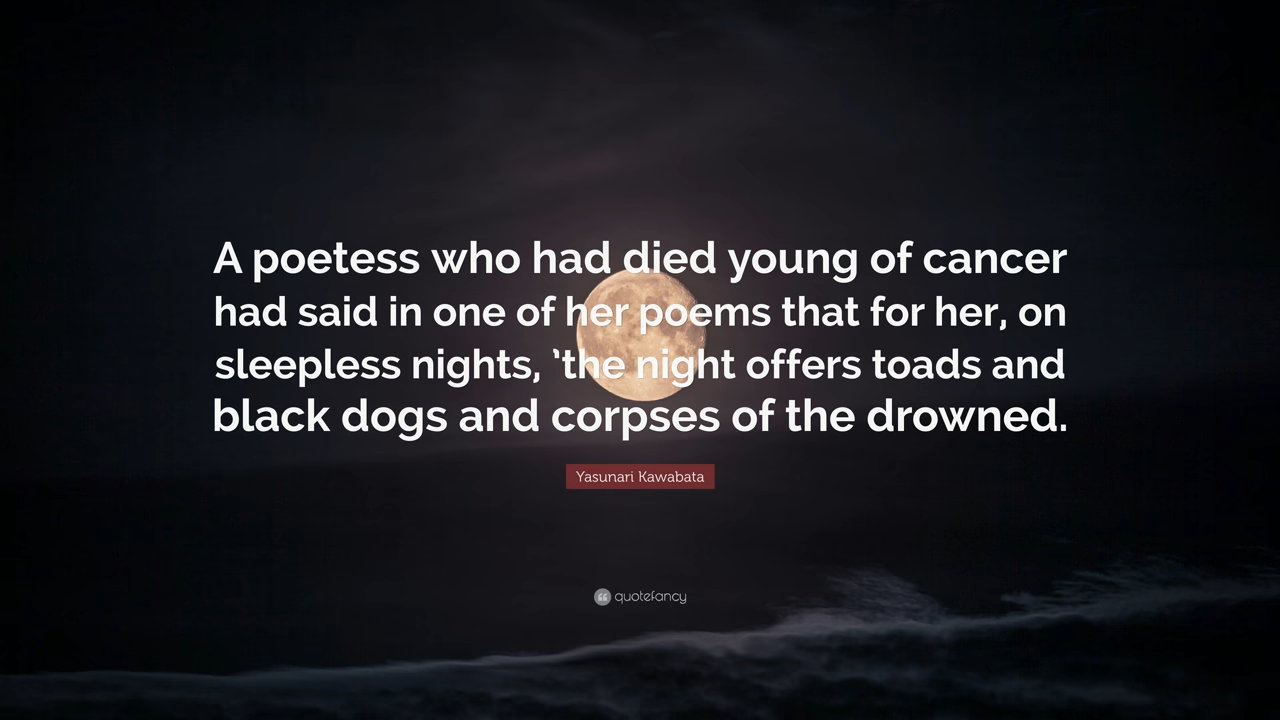 A poetess who had died young of cancer
had said in one of her poems that for her, on
sleepless nights, ’the night offers toads and
black dogs and corpses of the drowned.
Yasunari Kawabata
quotefancy